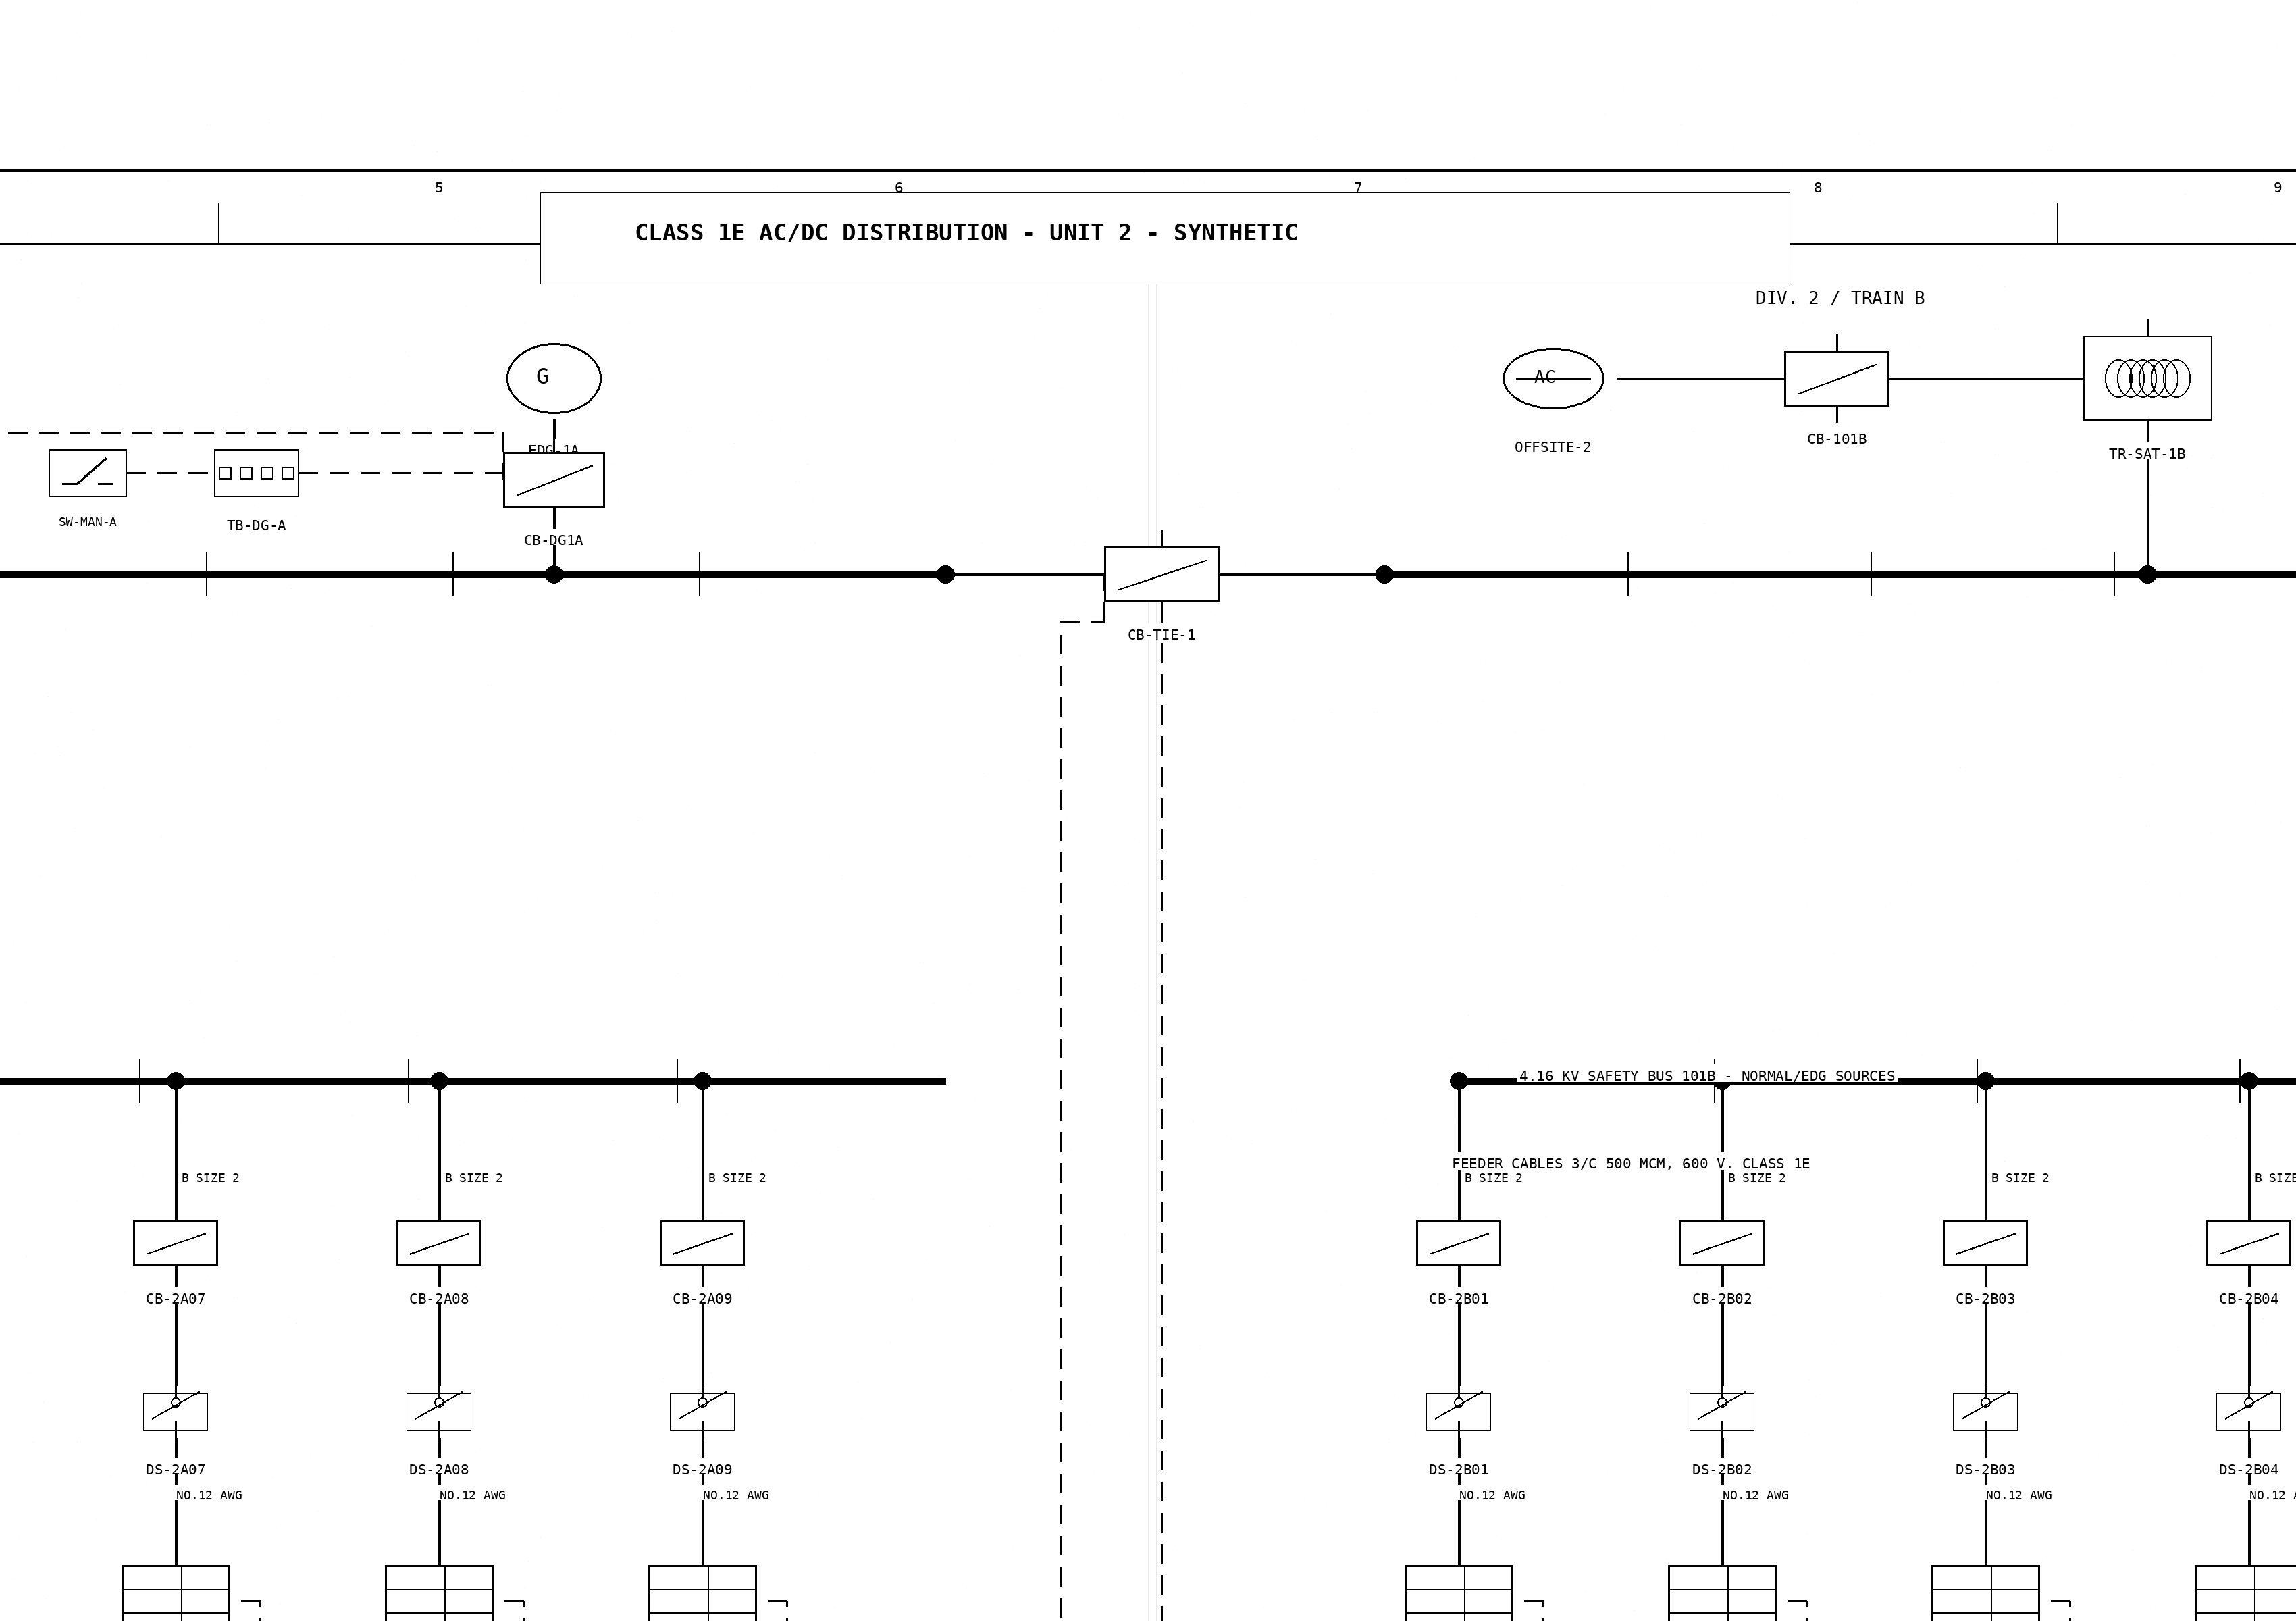 5 6 7 8 9
CLASS 1E AC/DC DISTRIBUTION - UNIT 2 - SYNTHETIC
DIV. 2 / TRAIN B
G
AC
EDG-1A
CB-101B
OFFSITE-2
TR-SAT-1B
SW-MAN-A
TB-DG-A
CB-DG1A
CB-TIE-1
4.16 KV SAFETY BUS 101B - NORMAL/EDG SOURCES
FEEDER CABLES 3/C 500 MCM, 600 V. CLASS 1E
B SIZE 2 B SIZE 2 B SIZE 2 B SIZE 2 B SIZE 2 B SIZE 2 B SIZE
CB-2A07 CB-2A08 CB-2A09 CB-2B01 CB-2B02 CB-2B03 CB-2B04
DS-2A07 DS-2A08 DS-2A09 DS-2B01 DS-2B02 DS-2B03 DS-2B04
NO.12 AWG NO.12 AWG NO.12 AWG NO.12 AWG NO.12 AWG NO.12 AWG NO.12